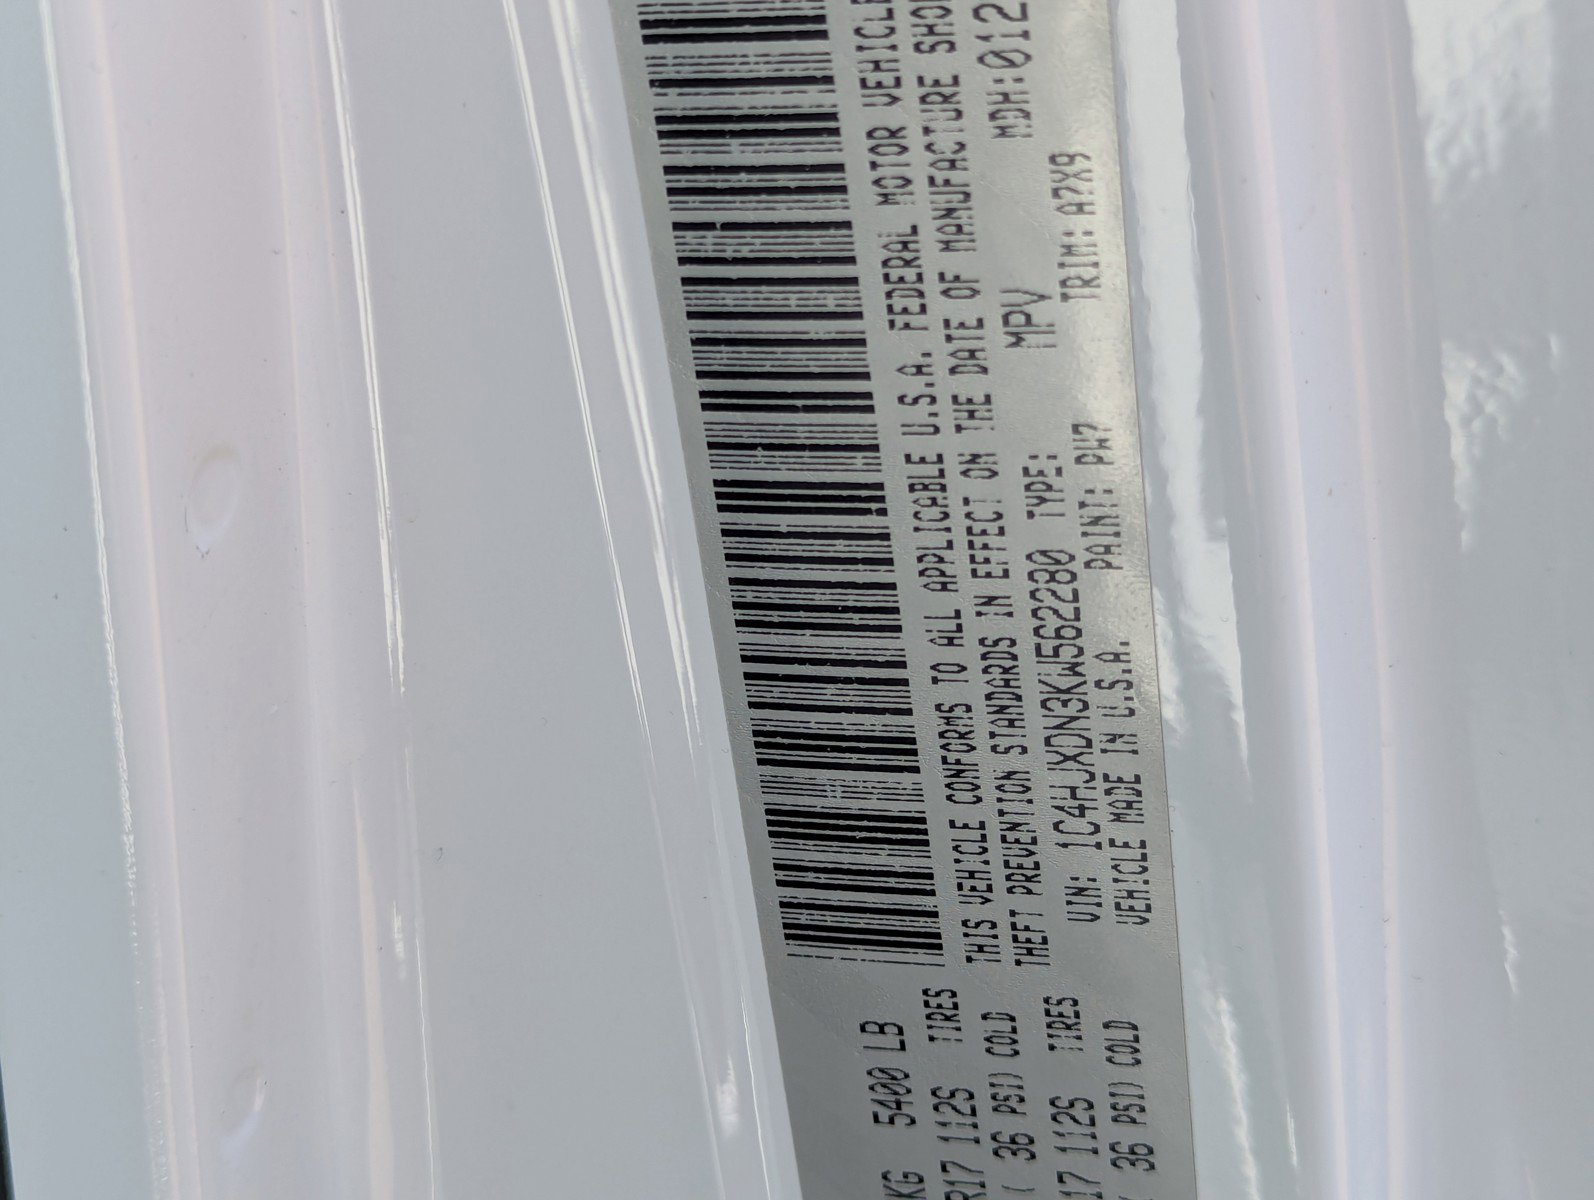 KG 5400 LB
R17 112S TIRES
( 36 PSI) COLD
17 112S TIRES
( 36 PSI) COLD
THIS VEHICLE CONFORMS TO ALL APPLICABLE U.S.A. FEDERAL MOTOR VEHICLE
THEFT PREVENTION STANDARDS IN EFFECT ON THE DATE OF MANUFACTURE SHO
VIN: 1C4HJXDN3KW562280 TYPE: MPV MDH:012
VEHICLE MADE IN U.S.A. PAINT: PW7 TRIM: A7X9